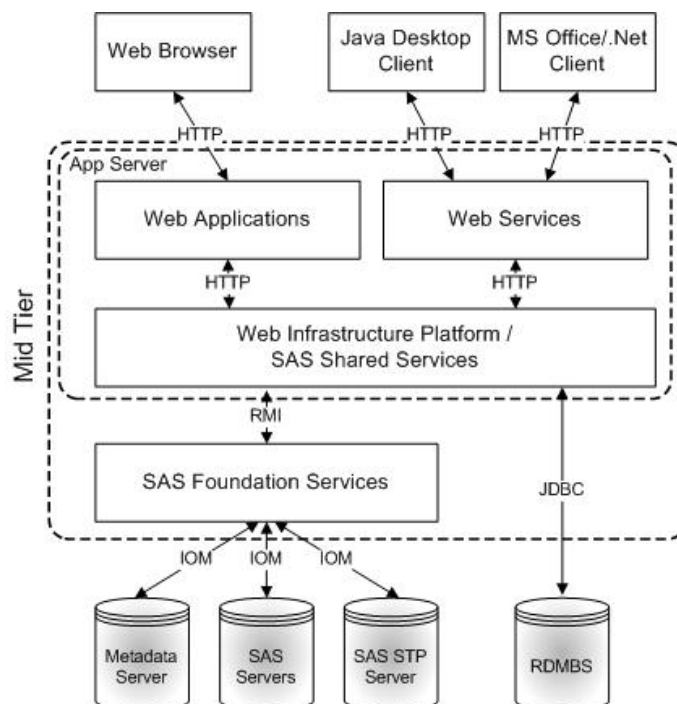 Web Browser
Java Desktop
Client
MS Office/.Net
Client
HTTP
HTTP
HTTP
App Server
Web Applications
Web Services
HTTP
HTTP
Mid Tier
Web Infrastructure Platform /
SAS Shared Services
RMI
SAS Foundation Services
JDBC
IOM
IOM
IOM
Metadata
Server
SAS
Servers
SAS STP
Server
RDMBS